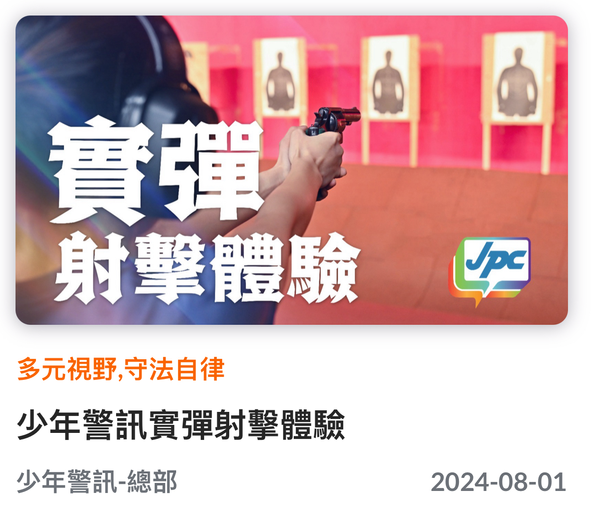 實彈
射擊體驗
JPC
多元視野,守法自律
少年警訊實彈射擊體驗
少年警訊-總部
2024-08-01